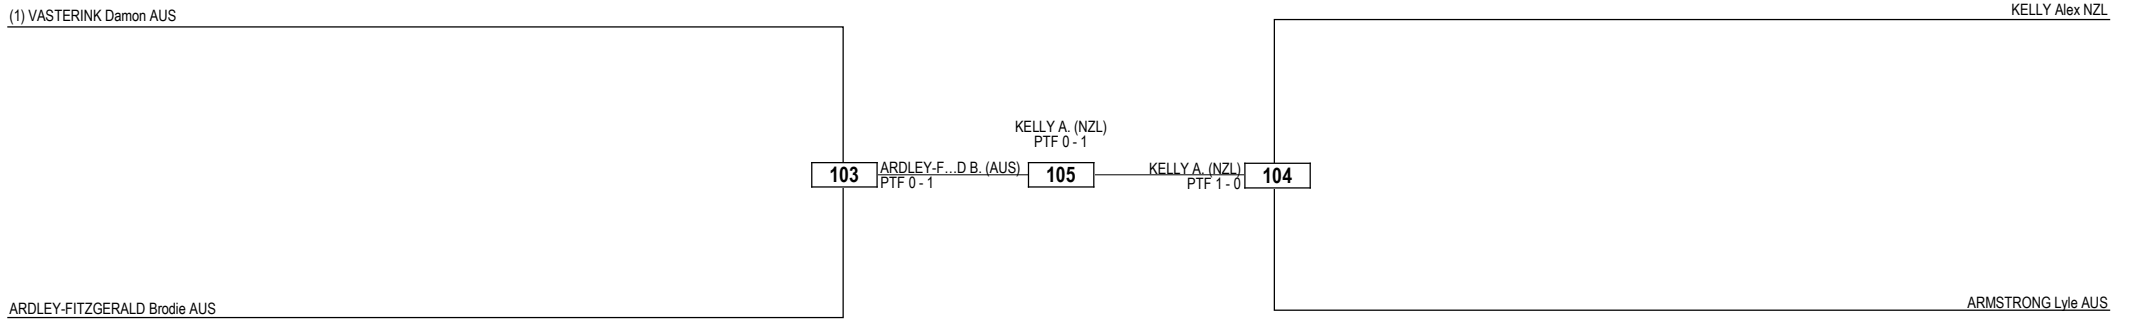 (1) VASTERINK Damon AUS
KELLY Alex NZL
KELLY A. (NZL)
PTF 0 - 1
103
ARDLEY-F…D B. (AUS)
PTF 0 - 1
105
KELLY A. (NZL)
PTF 1 - 0
104
ARDLEY-FITZGERALD Brodie AUS
ARMSTRONG Lyle AUS